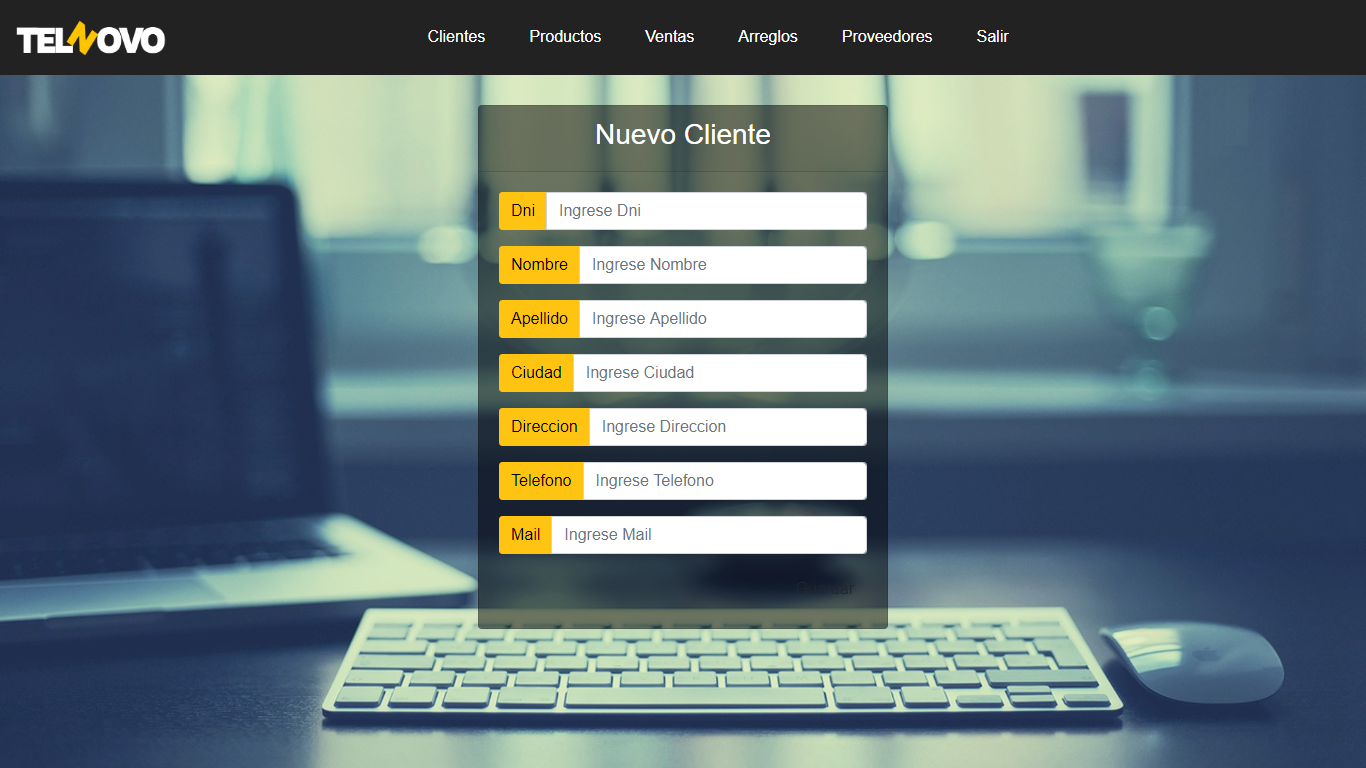 TELNOVO
Clientes Productos Ventas Arreglos Proveedores Salir
Nuevo Cliente
Dni Ingrese Dni
Nombre Ingrese Nombre
Apellido Ingrese Apellido
Ciudad Ingrese Ciudad
Direccion Ingrese Direccion
Telefono Ingrese Telefono
Mail Ingrese Mail
Guardar